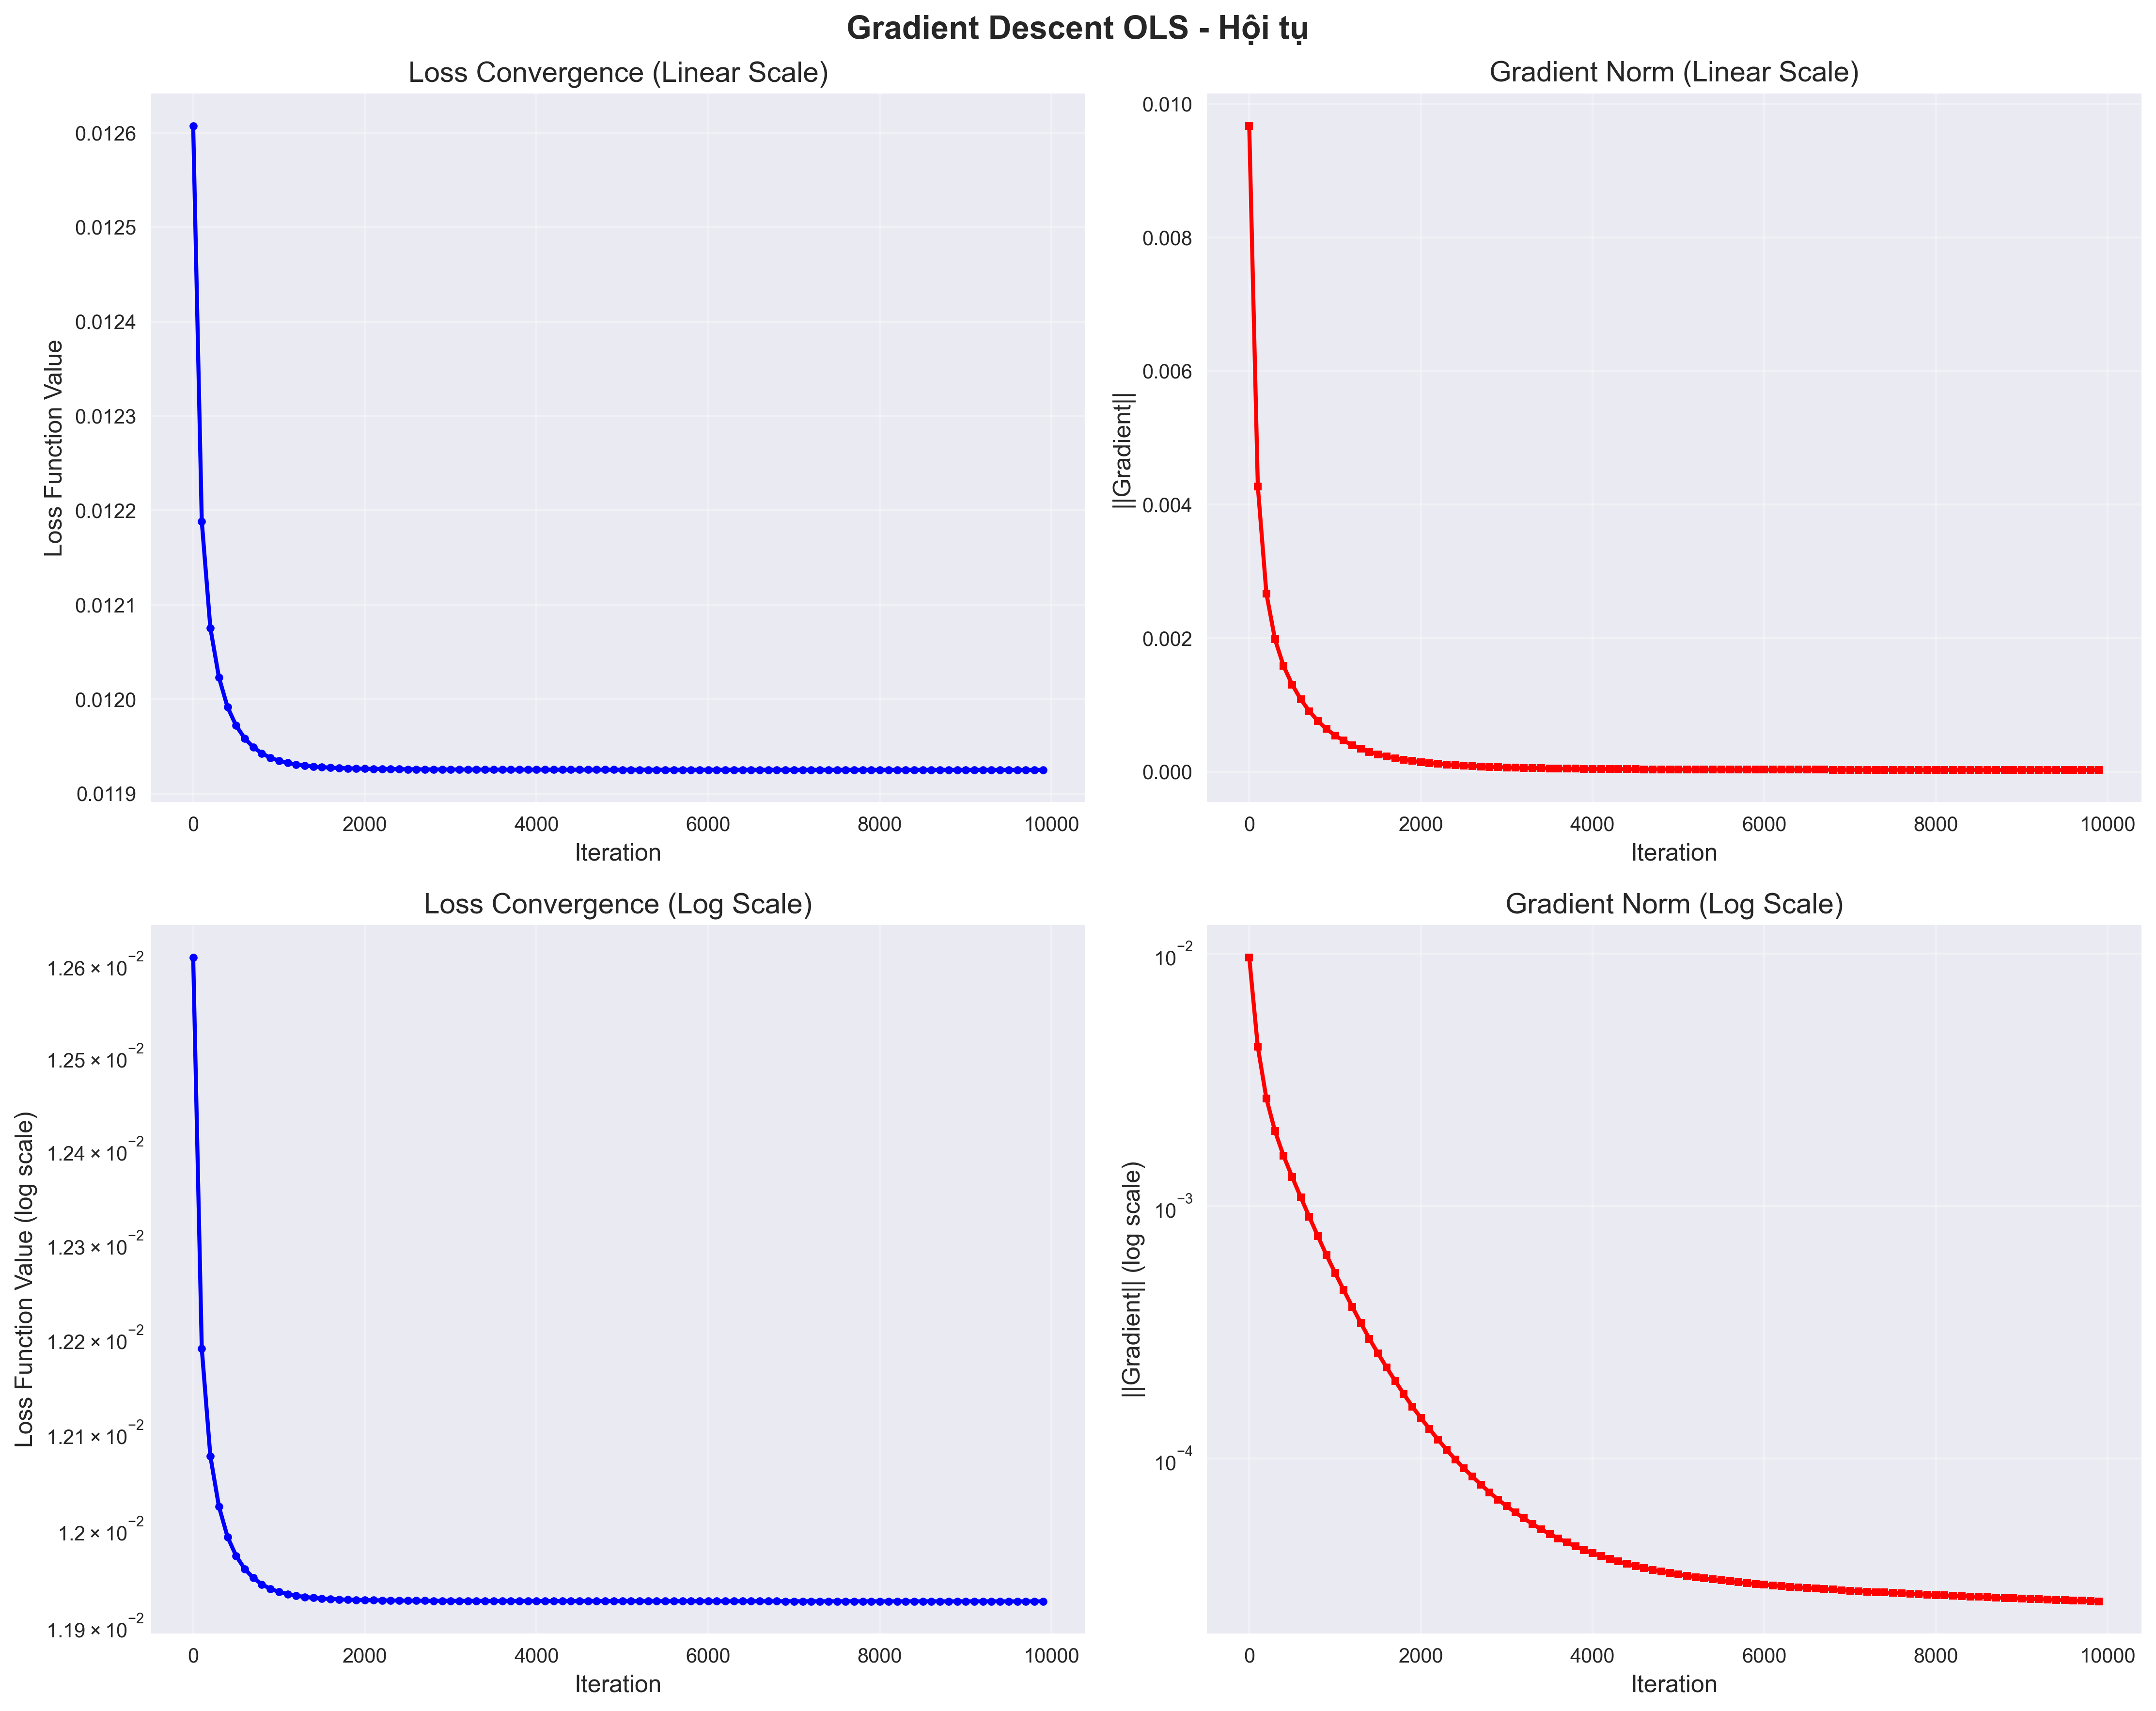 Gradient Descent OLS - Hội tụ
Loss Convergence (Linear Scale)
Loss Function Value
0.0126
0.0125
0.0124
0.0123
0.0122
0.0121
0.0120
0.0119
0 2000 4000 6000 8000 10000
Iteration
Gradient Norm (Linear Scale)
||Gradient||
0.010
0.008
0.006
0.004
0.002
0.000
0 2000 4000 6000 8000 10000
Iteration
Loss Convergence (Log Scale)
Loss Function Value (log scale)
1.26 × 10⁻²
1.25 × 10⁻²
1.24 × 10⁻²
1.23 × 10⁻²
1.22 × 10⁻²
1.21 × 10⁻²
1.2 × 10⁻²
1.19 × 10⁻²
0 2000 4000 6000 8000 10000
Iteration
Gradient Norm (Log Scale)
||Gradient|| (log scale)
10⁻²
10⁻³
10⁻⁴
0 2000 4000 6000 8000 10000
Iteration